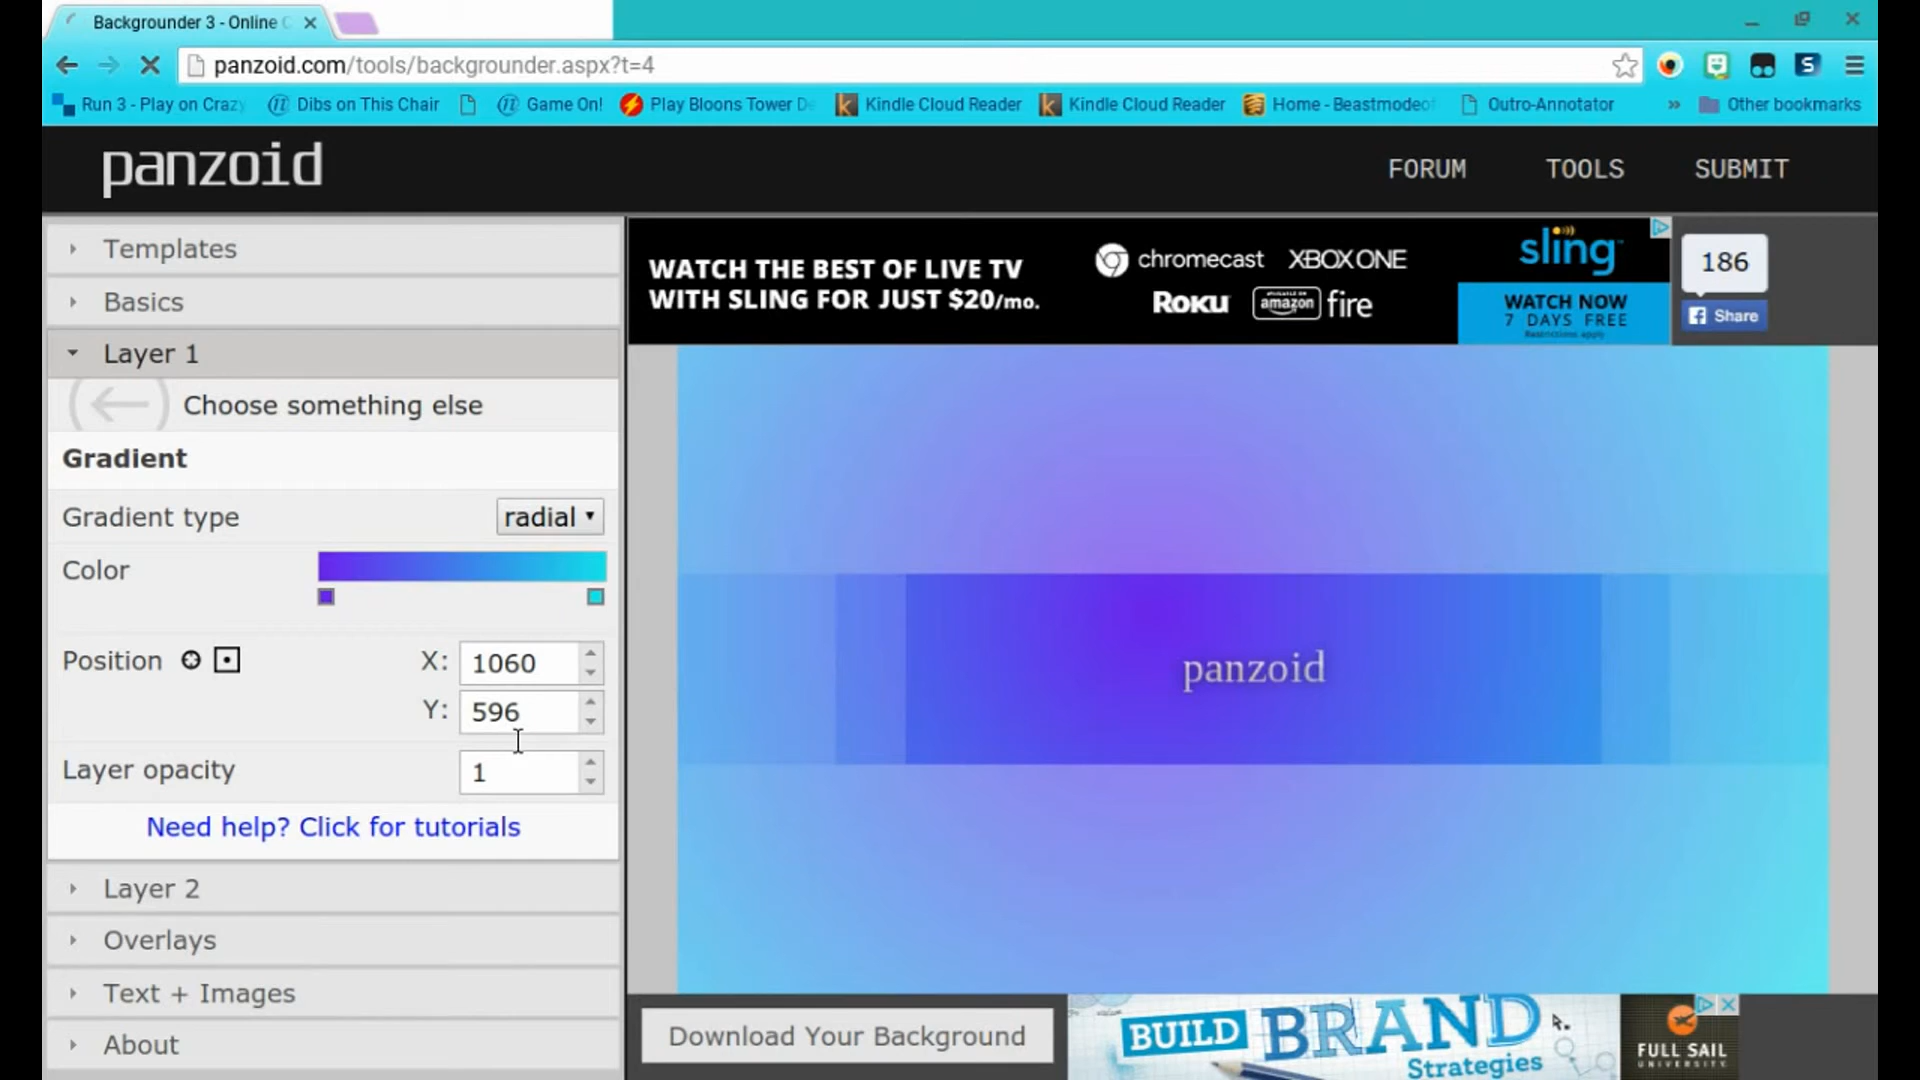 Backgrounder 3 - Online C
panzoid.com/tools/backgrounder.aspx?t=4
Run 3 - Play on Crazy
Dibs on This Chair
Game On!
Play Bloons Tower De
Kindle Cloud Reader
Kindle Cloud Reader
Home - Beastmodeof
Outro-Annotator
Other bookmarks
panzoid
FORUM
TOOLS
SUBMIT
Templates
Basics
Layer 1
Choose something else
Gradient
Gradient type
radial
Color
Position
X:
1060
Y:
596
Layer opacity
1
Need help? Click for tutorials
Layer 2
Overlays
Text + Images
About
WATCH THE BEST OF LIVE TV
WITH SLING FOR JUST $20/mo.
chromecast
XBOX ONE
Roku
amazon fire
sling
WATCH NOW
7 DAYS FREE
Restrictions apply
186
Share
panzoid
Download Your Background
BUILD BRAND
Strategies
FULL SAIL
UNIVERSITY